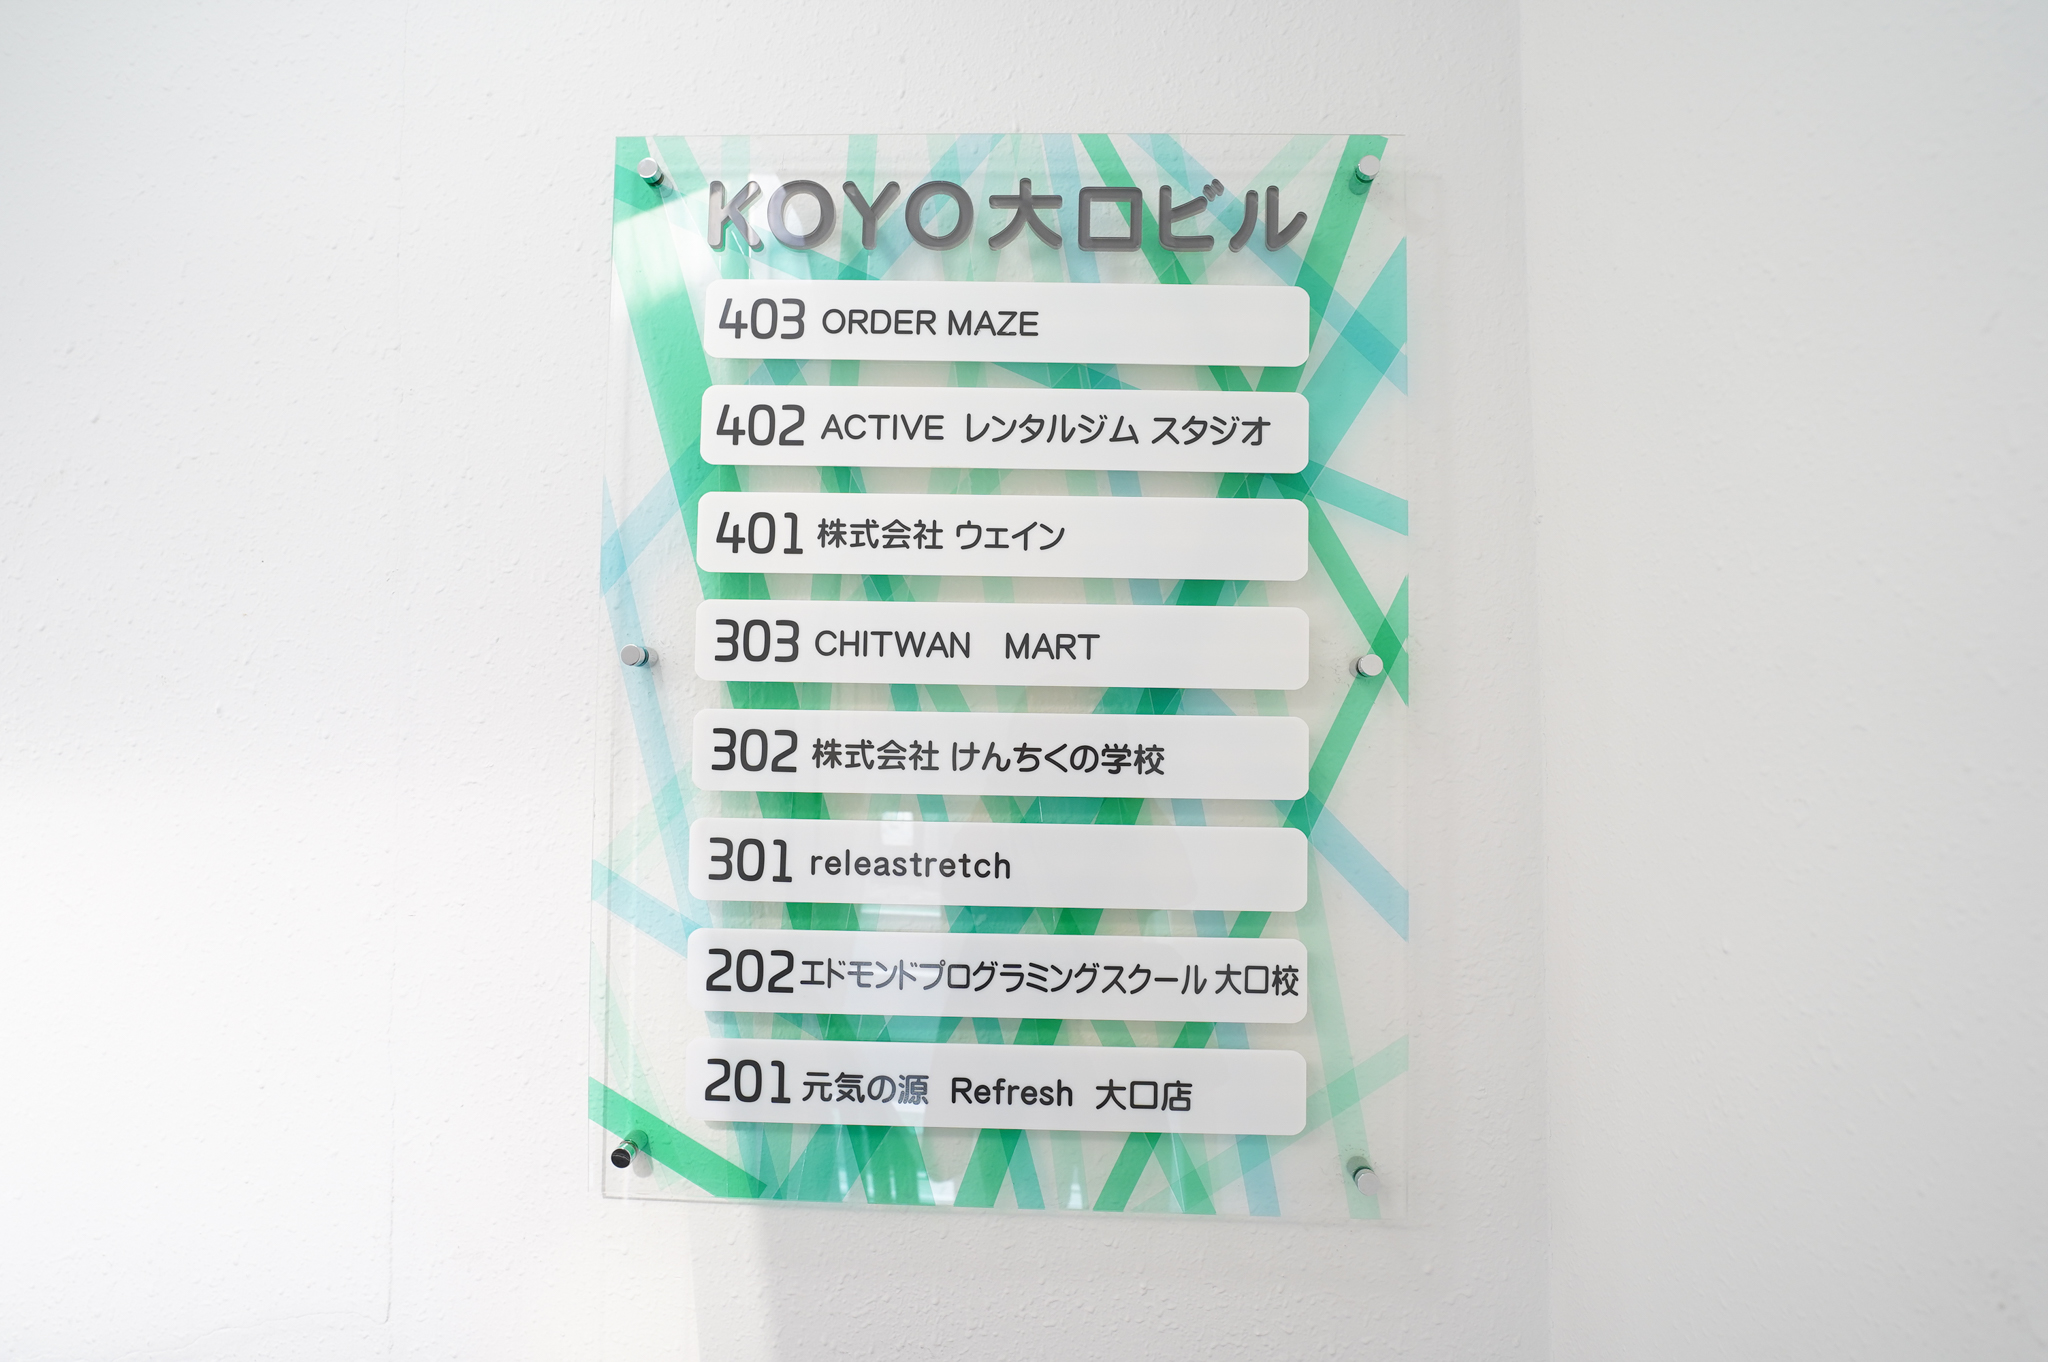 KOYO大口ビル
403 ORDER MAZE
402 ACTIVE レンタルジム スタジオ
401 株式会社 ウェイン
303 CHITWAN MART
302 株式会社 けんちくの学校
301 releastretch
202 エドモンドプログラミングスクール 大口校
201 元気の源 Refresh 大口店